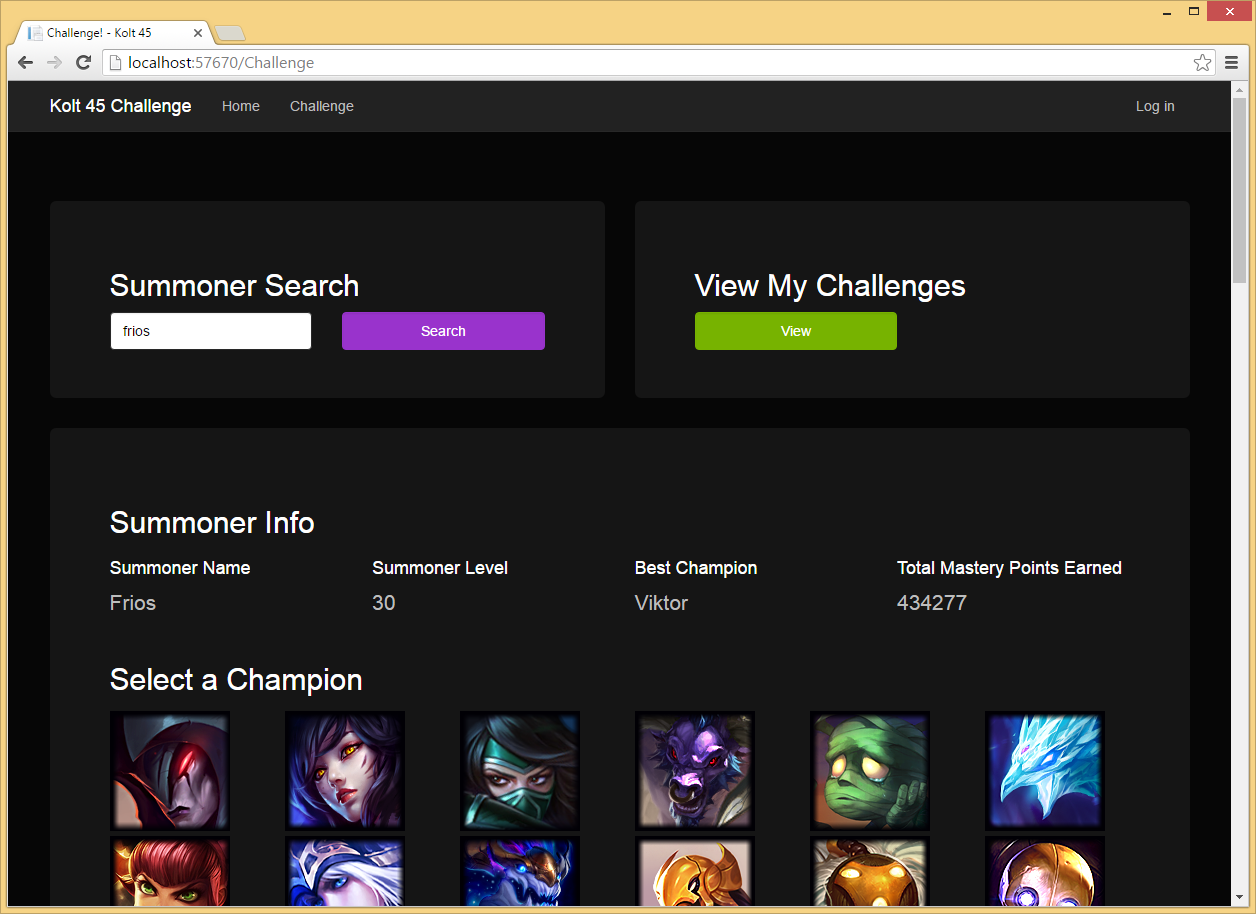 Challenge! - Kolt 45
localhost:57670/Challenge
Kolt 45 Challenge Home Challenge Log in
Summoner Search
frios Search
View My Challenges
View
Summoner Info
Summoner Name Summoner Level Best Champion Total Mastery Points Earned
Frios 30 Viktor 434277
Select a Champion